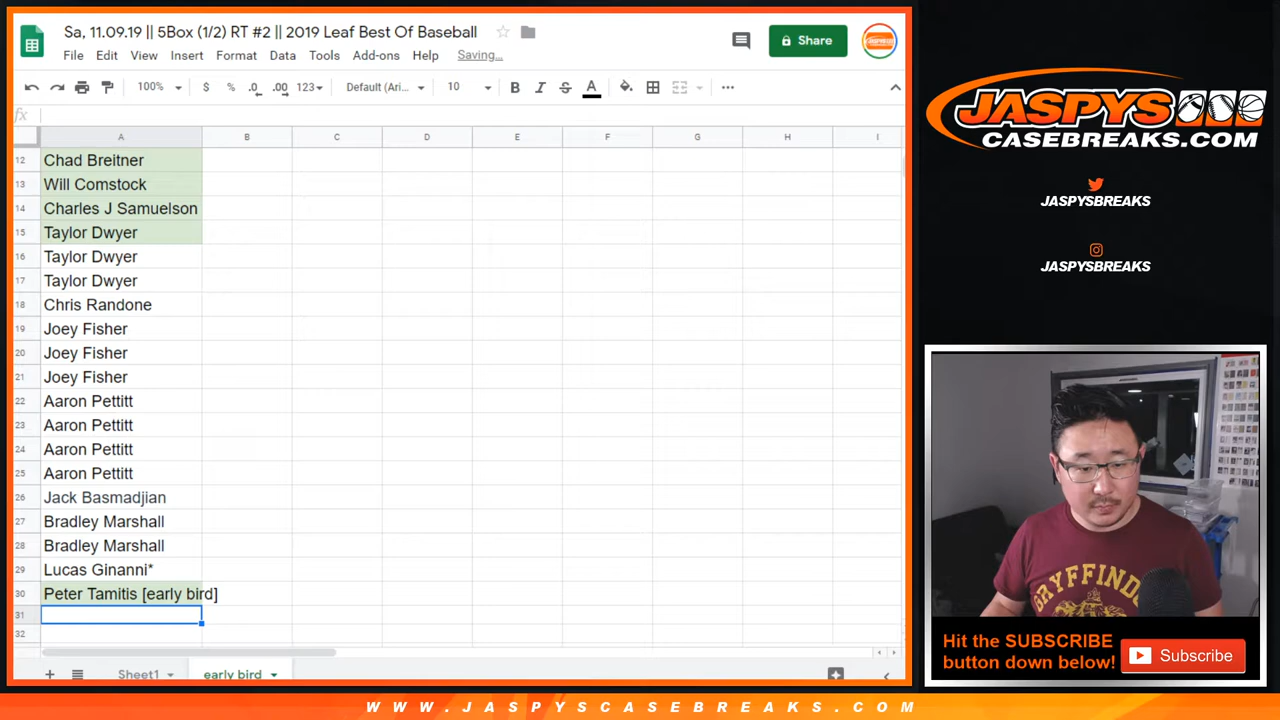 Sa, 11.09.19 || 5Box (1/2) RT #2 || 2019 Leaf Best Of Baseball
File Edit View Insert Format Data Tools Add-ons Help Saving...
Share
100% $ % .0 .00 123 Default (Ari... 10 B I S A
fx
A B C D E F G H I
12 Chad Breitner
13 Will Comstock
14 Charles J Samuelson
15 Taylor Dwyer
16 Taylor Dwyer
17 Taylor Dwyer
18 Chris Randone
19 Joey Fisher
20 Joey Fisher
21 Joey Fisher
22 Aaron Pettitt
23 Aaron Pettitt
24 Aaron Pettitt
25 Aaron Pettitt
26 Jack Basmadjian
27 Bradley Marshall
28 Bradley Marshall
29 Lucas Ginanni*
30 Peter Tamitis [early bird]
31
32
Sheet1 early bird
JASPYS
CASEBREAKS.COM
JASPYSBREAKS
JASPYSBREAKS
GRYFFINDO
Hit the SUBSCRIBE
button down below!
Subscribe
WWW.JASPYSCASEBREAKS.COM